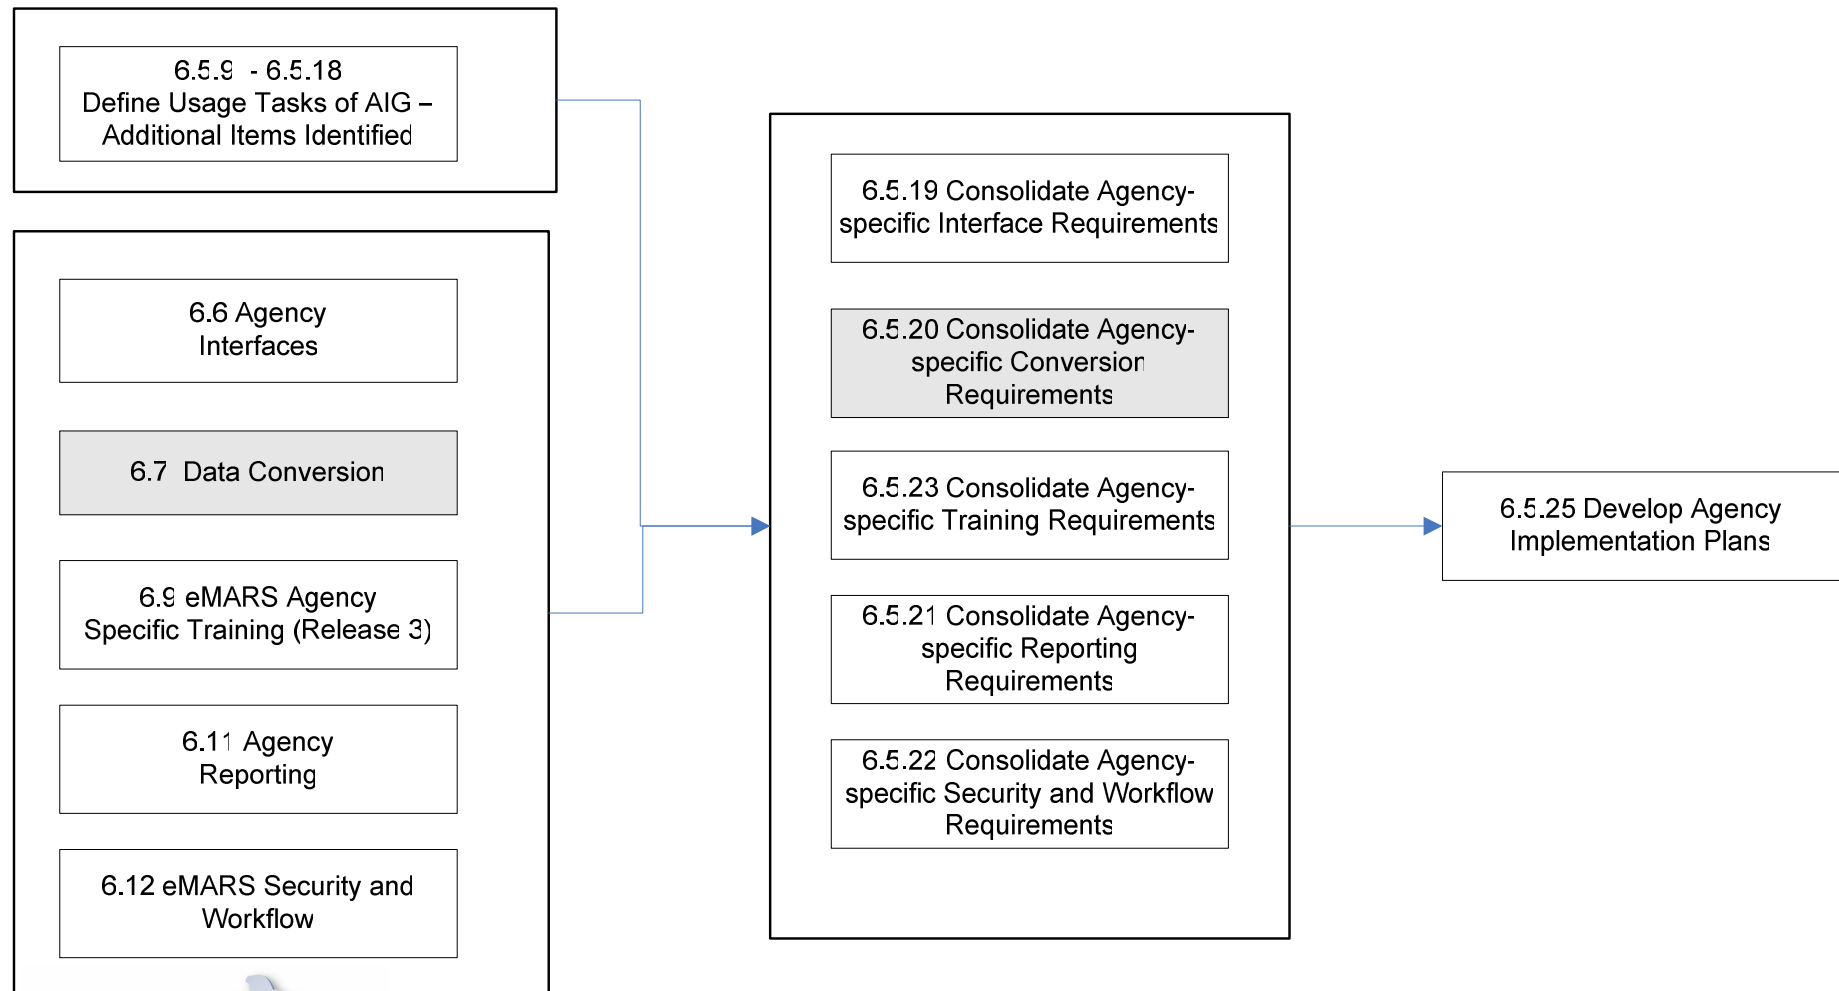 6.5.9 - 6.5.18
Define Usage Tasks of AIG –
Additional Items Identified
6.6 Agency
Interfaces
6.7 Data Conversion
6.9 eMARS Agency
Specific Training (Release 3)
6.11 Agency
Reporting
6.12 eMARS Security and
Workflow
6.5.19 Consolidate Agency-
specific Interface Requirements
6.5.20 Consolidate Agency-
specific Conversion
Requirements
6.5.23 Consolidate Agency-
specific Training Requirements
6.5.21 Consolidate Agency-
specific Reporting
Requirements
6.5.22 Consolidate Agency-
specific Security and Workflow
Requirements
6.5.25 Develop Agency
Implementation Plans